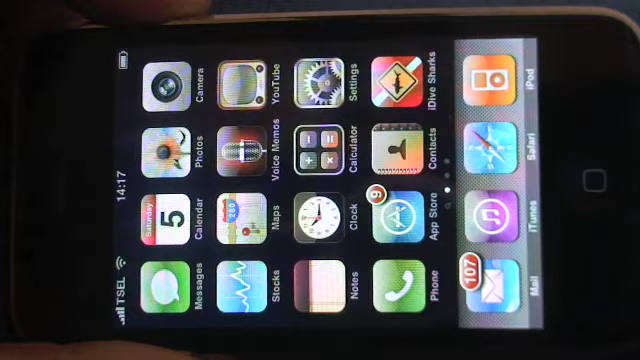 TSEL 14:17
Messages Calendar Photos Camera
Saturday
5
Stocks Maps Voice Memos YouTube
280
Notes Clock Calculator Settings
9
Phone App Store Contacts iDive Sharks
107
Mail iTunes Safari iPod